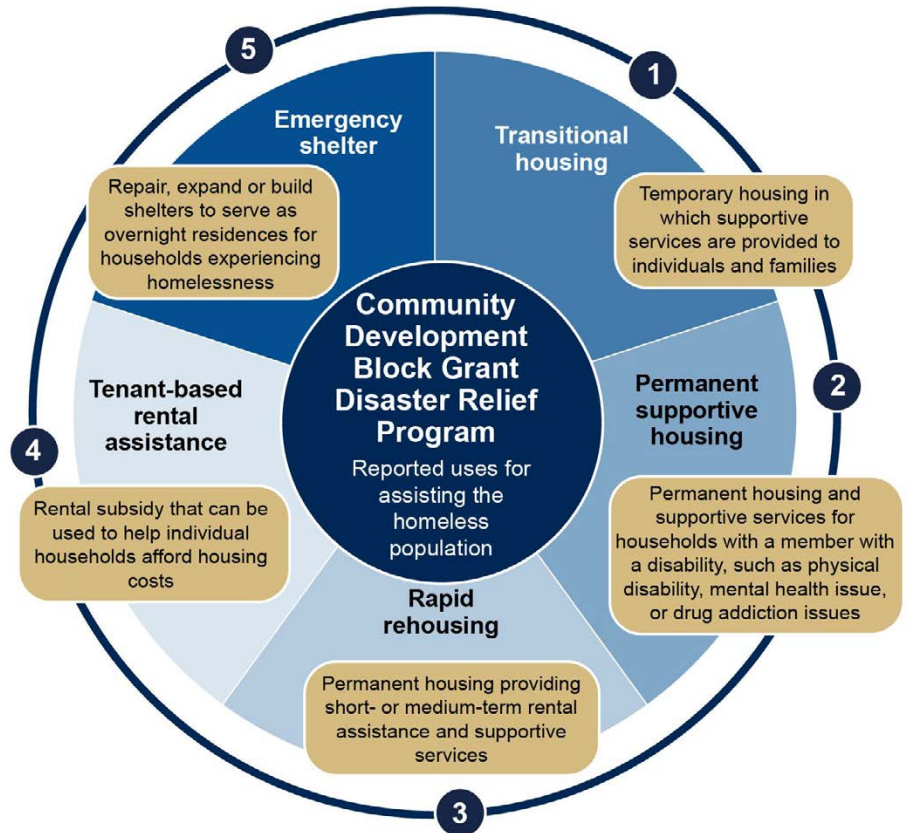 Community
Development
Block Grant
Disaster Relief
Program
Reported uses for
assisting the
homeless
population
1
Transitional
housing
Temporary housing in
which supportive
services are provided to
individuals and families
2
Permanent
supportive
housing
Permanent housing and
supportive services for
households with a member with
a disability, such as physical
disability, mental health issue,
or drug addiction issues
3
Rapid
rehousing
Permanent housing providing
short- or medium-term rental
assistance and supportive
services
4
Tenant-based
rental
assistance
Rental subsidy that can be
used to help individual
households afford housing
costs
5
Emergency
shelter
Repair, expand or build
shelters to serve as
overnight residences for
households experiencing
homelessness